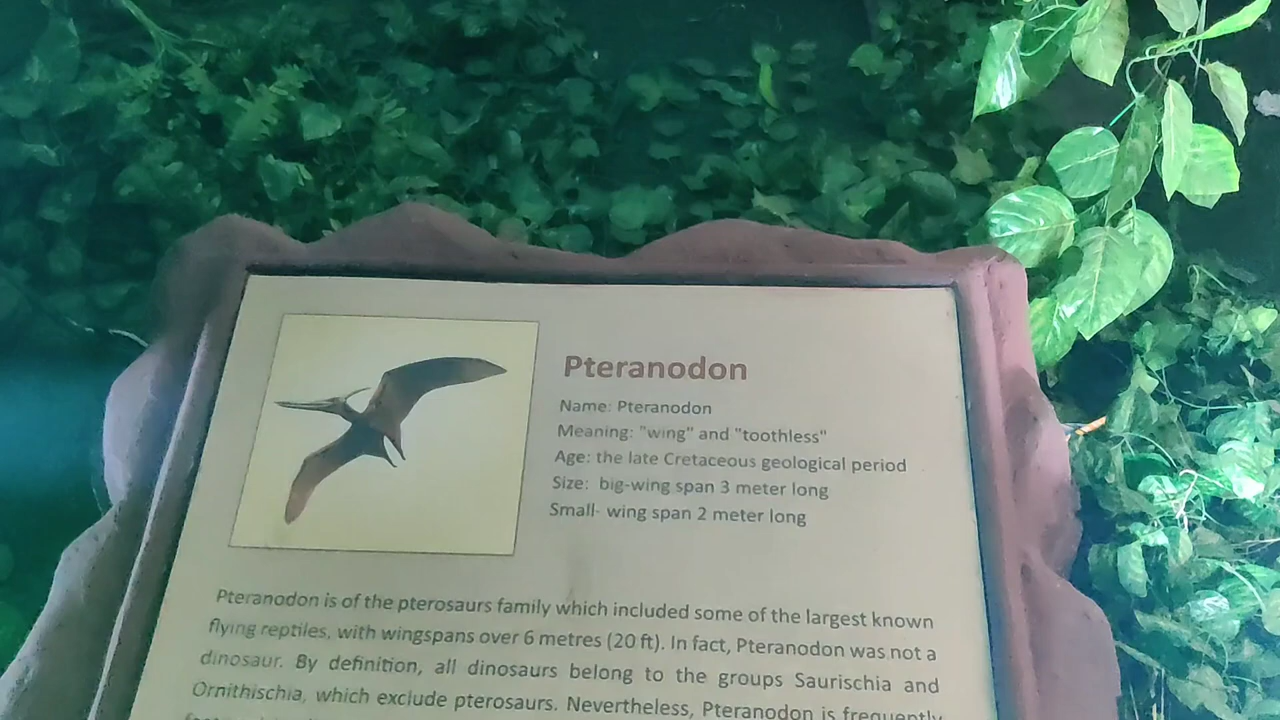 Pteranodon
Name: Pteranodon
Meaning: "wing" and "toothless"
Age: the late Cretaceous geological period
Size: big-wing span 3 meter long
Small- wing span 2 meter long
Pteranodon is of the pterosaurs family which included some of the largest known
flying reptiles, with wingspans over 6 metres (20 ft). In fact, Pteranodon was not a
dinosaur. By definition, all dinosaurs belong to the groups Saurischia and
Ornithischia, which exclude pterosaurs. Nevertheless, Pteranodon is frequently